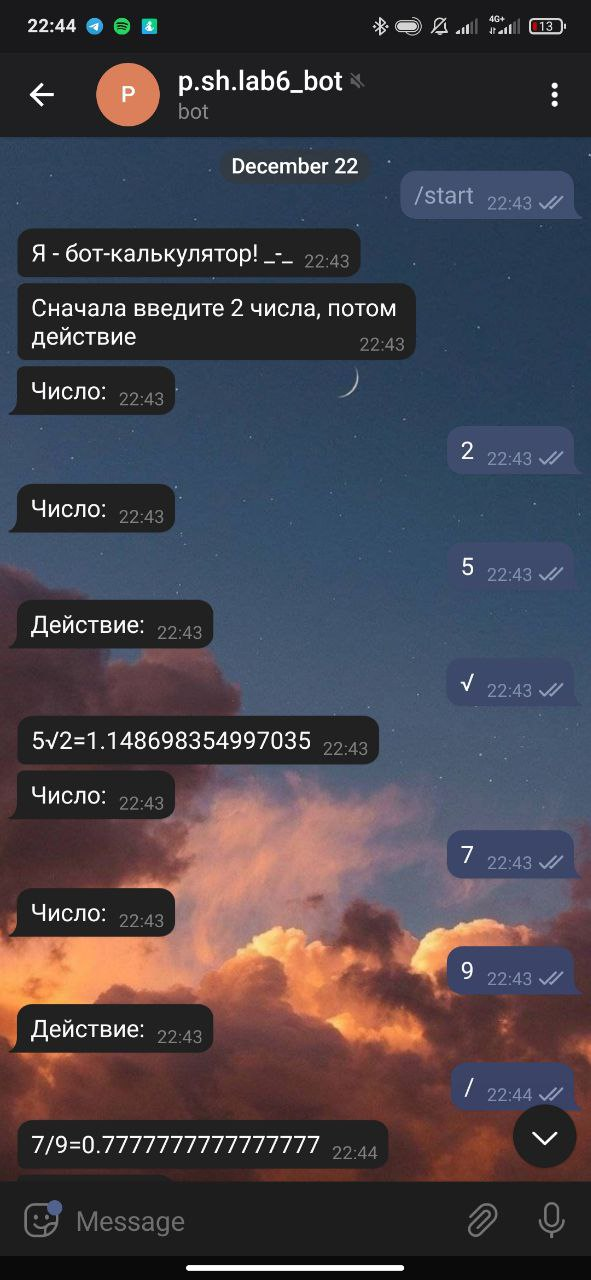 22:44
4G+
13
P
p.sh.lab6_bot
bot
December 22
/start 22:43
Я - бот-калькулятор! _-_ 22:43
Сначала введите 2 числа, потом
действие 22:43
Число: 22:43
2 22:43
Число: 22:43
5 22:43
Действие: 22:43
√ 22:43
5√2=1.148698354997035 22:43
Число: 22:43
7 22:43
Число: 22:43
9 22:43
Действие: 22:43
/ 22:44
7/9=0.7777777777777777 22:44
Message